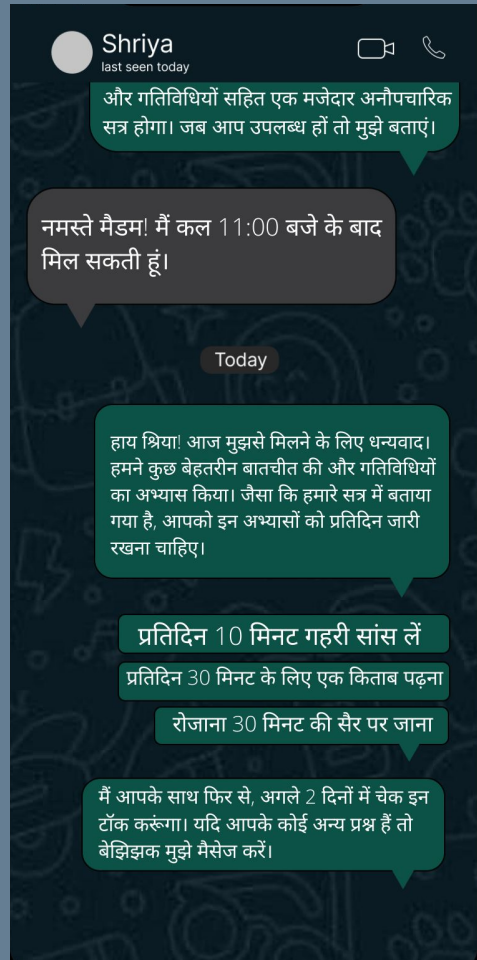 Shriya
last seen today
और गतिविधियों सहित एक मजेदार अनौपचारिक
सत्र होगा। जब आप उपलब्ध हों तो मुझे बताएं।
नमस्ते मैडम! मैं कल 11:00 बजे के बाद
मिल सकती हूं।
Today
हाय श्रिया! आज मुझसे मिलने के लिए धन्यवाद।
हमने कुछ बेहतरीन बातचीत की और गतिविधियों
का अभ्यास किया। जैसा कि हमारे सत्र में बताया
गया है, आपको इन अभ्यासों को प्रतिदिन जारी
रखना चाहिए।
प्रतिदिन 10 मिनट गहरी सांस लें
प्रतिदिन 30 मिनट के लिए एक किताब पढ़ना
रोजाना 30 मिनट की सैर पर जाना
मैं आपके साथ फिर से, अगले 2 दिनों में चेक इन
टॉक करूंगा। यदि आपके कोई अन्य प्रश्न हैं तो
बेझिझक मुझे मैसेज करें।